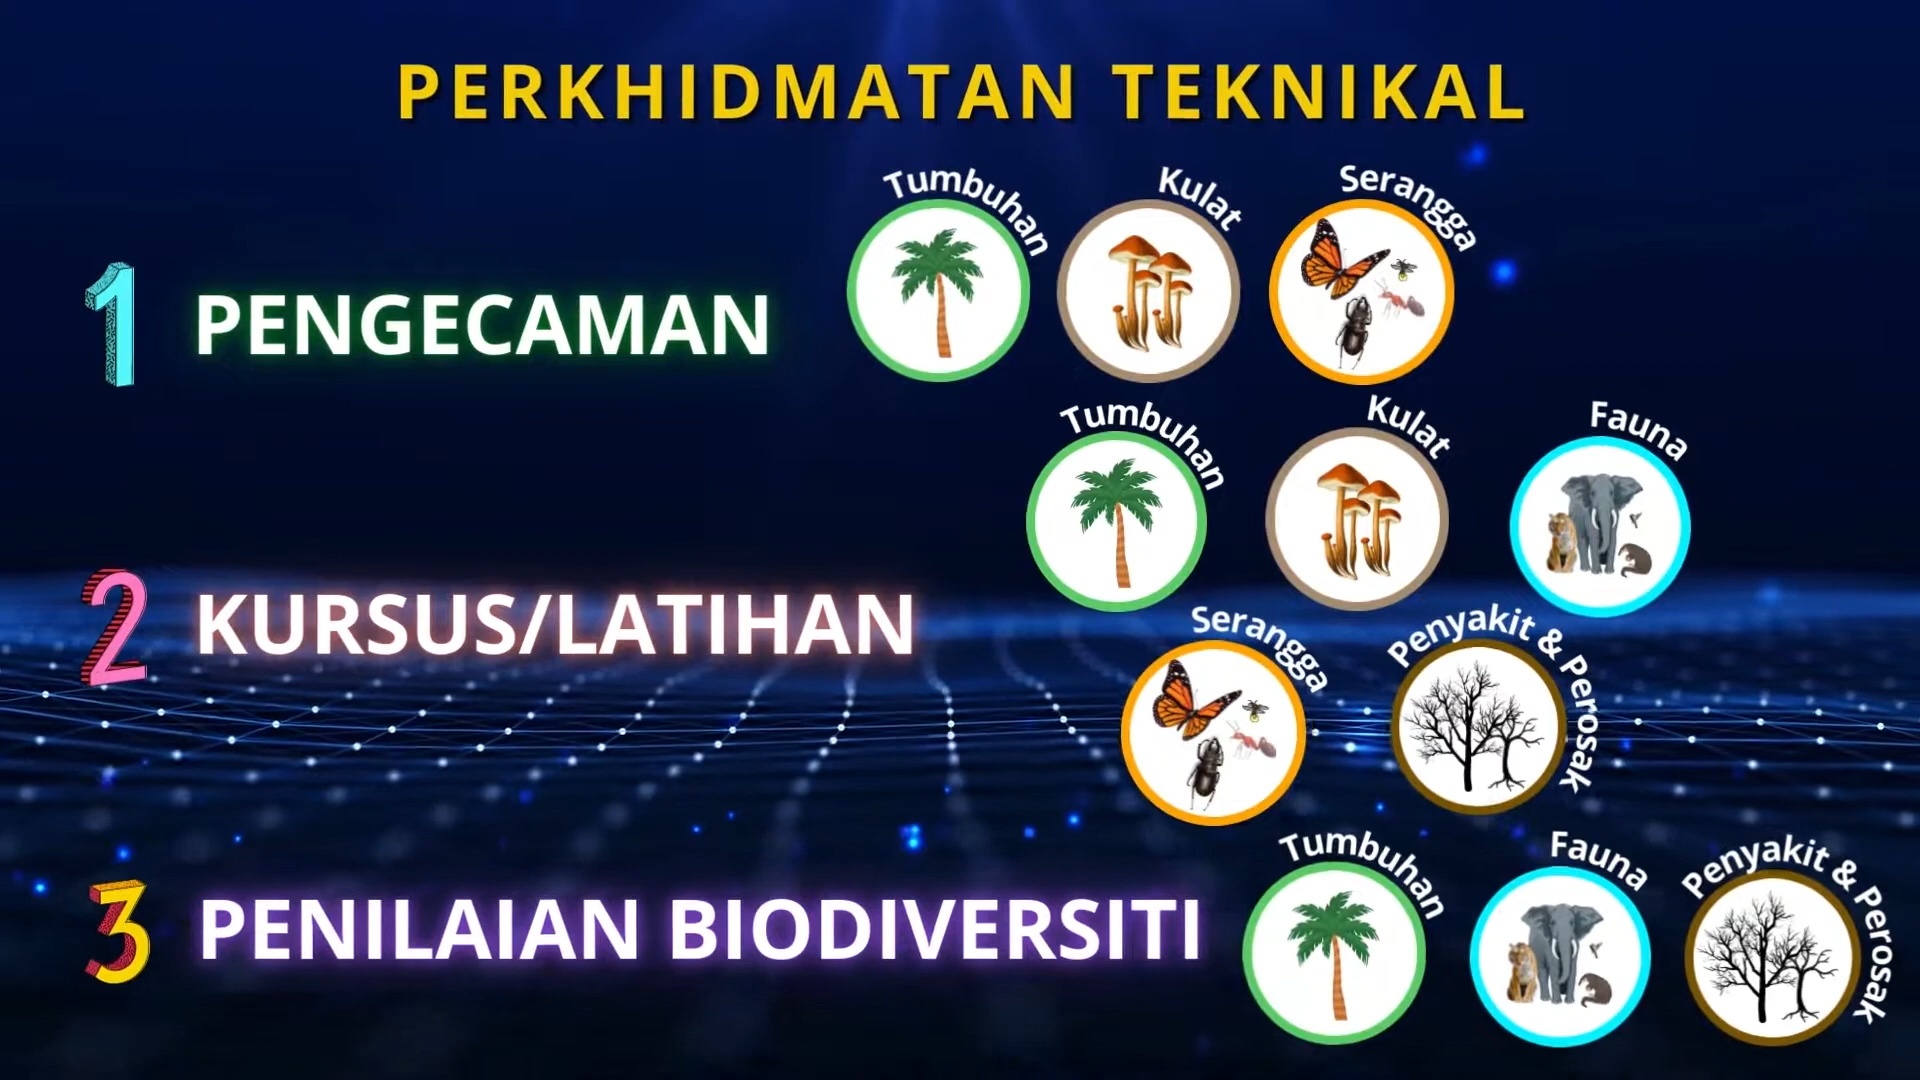 PERKHIDMATAN TEKNIKAL
1 PENGECAMAN
Tumbuhan
Kulat
Serangga
2 KURSUS/LATIHAN
Tumbuhan
Kulat
Fauna
Serangga
Penyakit & Perosak
3 PENILAIAN BIODIVERSITI
Tumbuhan
Fauna
Penyakit & Perosak